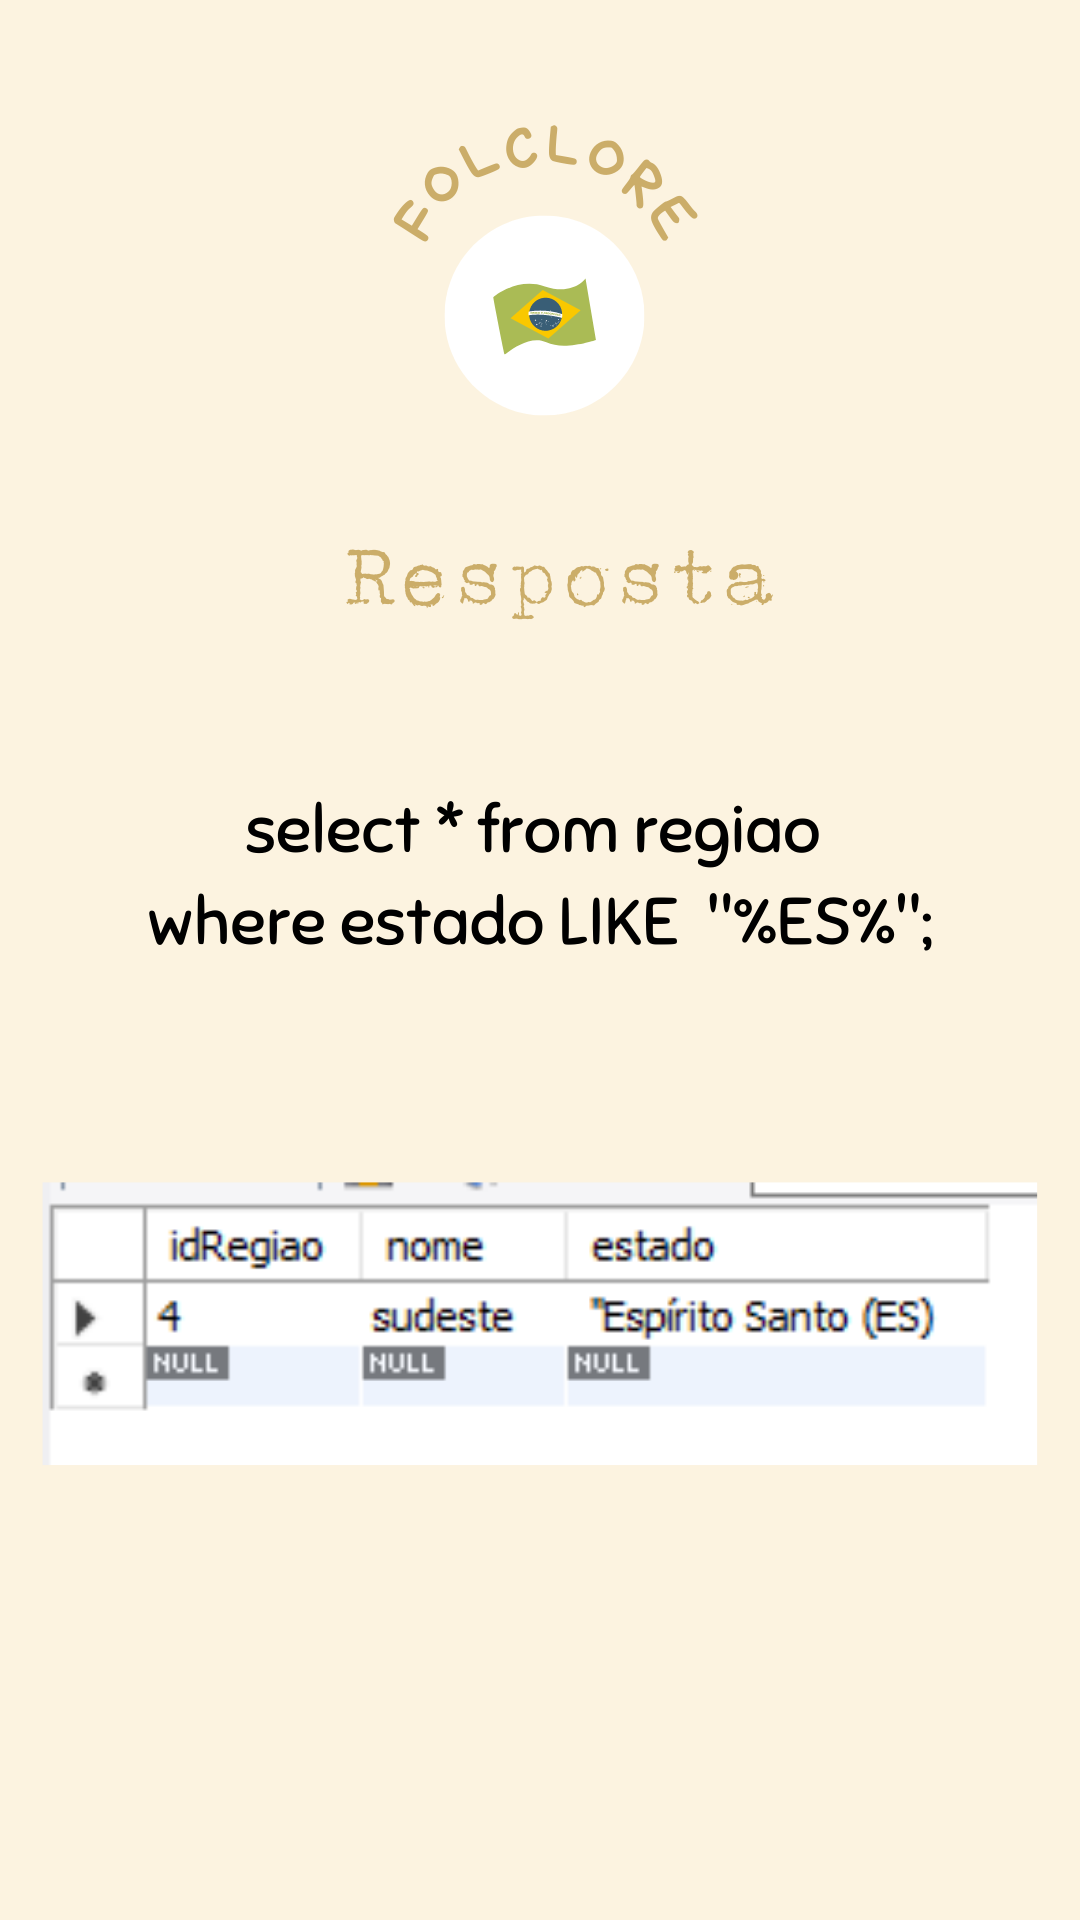 FOLCLORE
Resposta
select * from regiao
where estado LIKE "%ES%";
idRegiao nome estado
4 sudeste "Espírito Santo (ES)
NULL NULL NULL